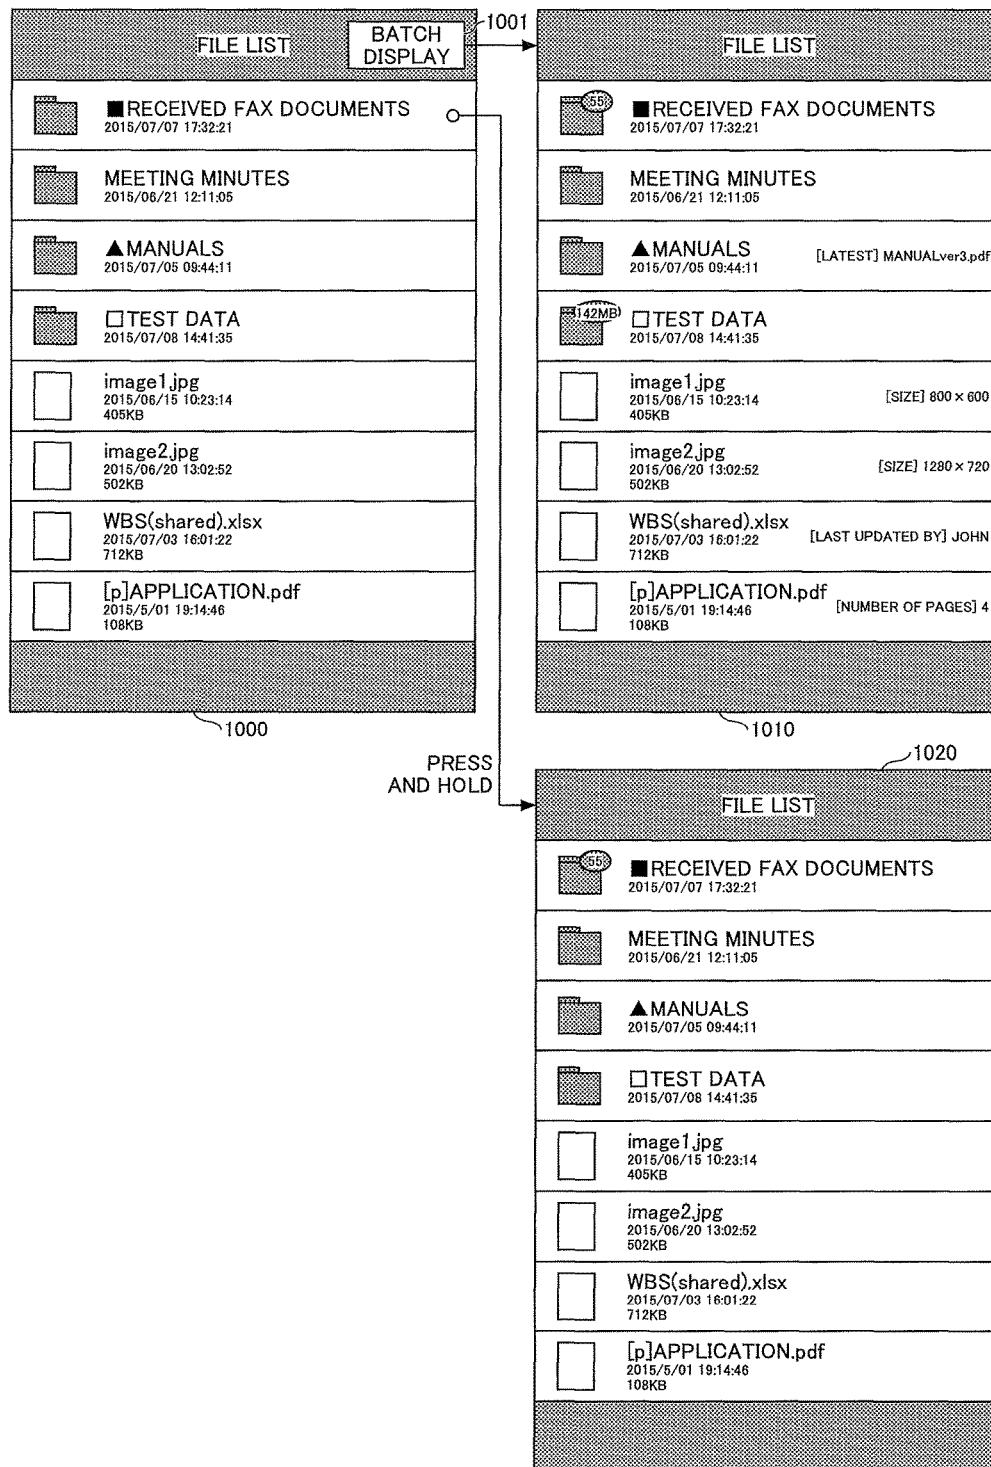 FILE LIST
BATCH
DISPLAY
1001
■RECEIVED FAX DOCUMENTS
2015/07/07 17:32:21
MEETING MINUTES
2015/06/21 12:11:05
▲MANUALS
2015/07/05 09:44:11
□TEST DATA
2015/07/08 14:41:35
image1.jpg
2015/06/15 10:23:14
405KB
image2.jpg
2015/06/20 13:02:52
502KB
WBS(shared).xlsx
2015/07/03 16:01:22
712KB
[p]APPLICATION.pdf
2015/5/01 19:14:46
108KB
1000
FILE LIST
55
■RECEIVED FAX DOCUMENTS
2015/07/07 17:32:21
MEETING MINUTES
2015/06/21 12:11:05
▲MANUALS
2015/07/05 09:44:11
[LATEST] MANUALver3.pdf
142MB
□TEST DATA
2015/07/08 14:41:35
image1.jpg
2015/06/15 10:23:14
405KB
[SIZE] 800 × 600
image2.jpg
2015/06/20 13:02:52
502KB
[SIZE] 1280 × 720
WBS(shared).xlsx
2015/07/03 16:01:22
712KB
[LAST UPDATED BY] JOHN
[p]APPLICATION.pdf
2015/5/01 19:14:46
108KB
[NUMBER OF PAGES] 4
1010
PRESS
AND HOLD
1020
FILE LIST
55
■RECEIVED FAX DOCUMENTS
2015/07/07 17:32:21
MEETING MINUTES
2015/06/21 12:11:05
▲MANUALS
2015/07/05 09:44:11
□TEST DATA
2015/07/08 14:41:35
image1.jpg
2015/06/15 10:23:14
405KB
image2.jpg
2015/06/20 13:02:52
502KB
WBS(shared).xlsx
2015/07/03 16:01:22
712KB
[p]APPLICATION.pdf
2015/5/01 19:14:46
108KB